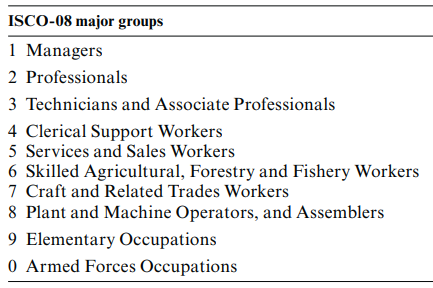 ISCO-08 major groups
1 Managers
2 Professionals
3 Technicians and Associate Professionals
4 Clerical Support Workers
5 Services and Sales Workers
6 Skilled Agricultural, Forestry and Fishery Workers
7 Craft and Related Trades Workers
8 Plant and Machine Operators, and Assemblers
9 Elementary Occupations
0 Armed Forces Occupations